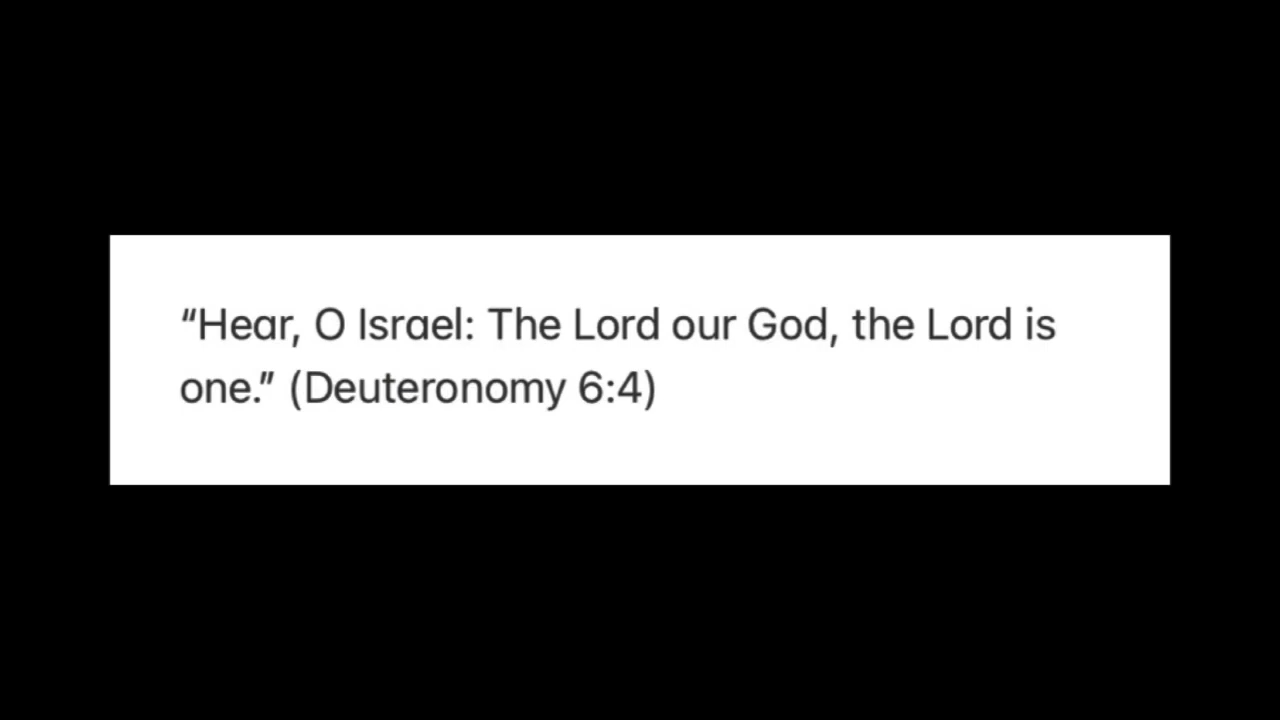 “Hear, O Israel: The Lord our God, the Lord is
one.” (Deuteronomy 6:4)